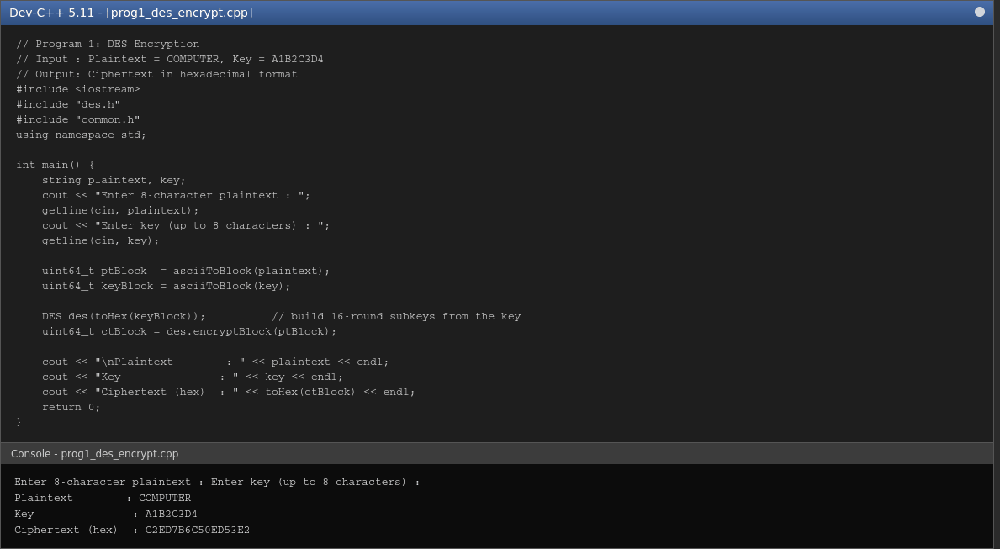 Dev-C++ 5.11 - [prog1_des_encrypt.cpp]
// Program 1: DES Encryption
// Input : Plaintext = COMPUTER, Key = A1B2C3D4
// Output: Ciphertext in hexadecimal format
#include <iostream>
#include "des.h"
#include "common.h"
using namespace std;

int main() {
    string plaintext, key;
    cout << "Enter 8-character plaintext : ";
    getline(cin, plaintext);
    cout << "Enter key (up to 8 characters) : ";
    getline(cin, key);

    uint64_t ptBlock  = asciiToBlock(plaintext);
    uint64_t keyBlock = asciiToBlock(key);

    DES des(toHex(keyBlock));          // build 16-round subkeys from the key
    uint64_t ctBlock = des.encryptBlock(ptBlock);

    cout << "\nPlaintext        : " << plaintext << endl;
    cout << "Key               : " << key << endl;
    cout << "Ciphertext (hex)  : " << toHex(ctBlock) << endl;
    return 0;
}
Console - prog1_des_encrypt.cpp
Enter 8-character plaintext : Enter key (up to 8 characters) :
Plaintext        : COMPUTER
Key               : A1B2C3D4
Ciphertext (hex)  : C2ED7B6C50ED53E2